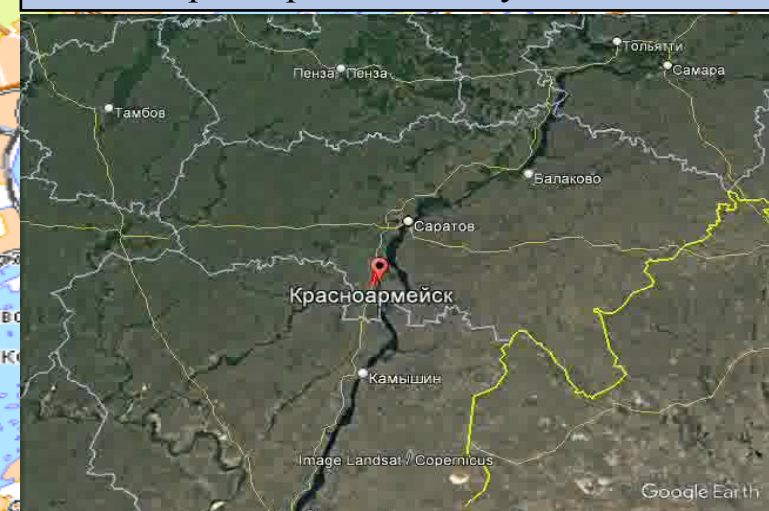 Тольятти
Пенза Пенза
Самара
Тамбов
Балаково
Саратов
Красноармейск
Камышин
Image Landsat / Copernicus
Google Earth